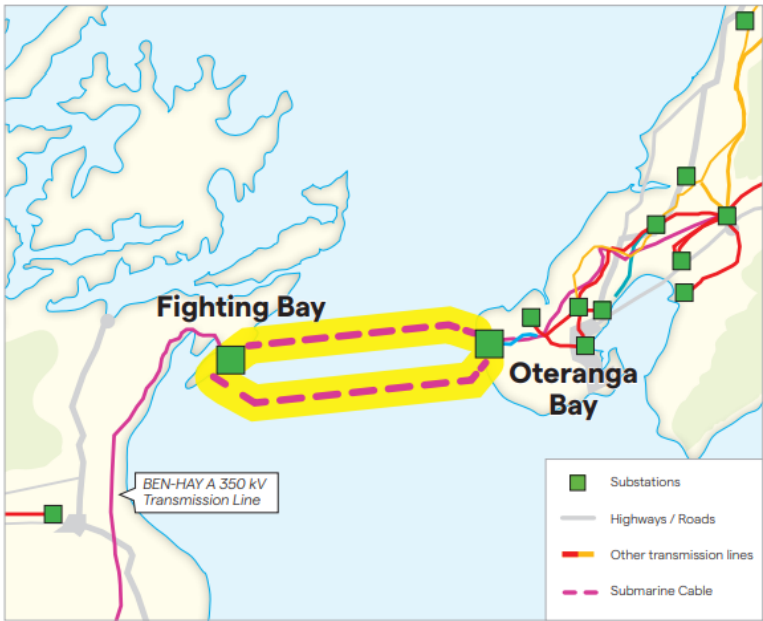 Fighting Bay
Oteranga
Bay
BEN-HAY A 350 kV
Transmission Line
Substations
Highways / Roads
Other transmission lines
Submarine Cable